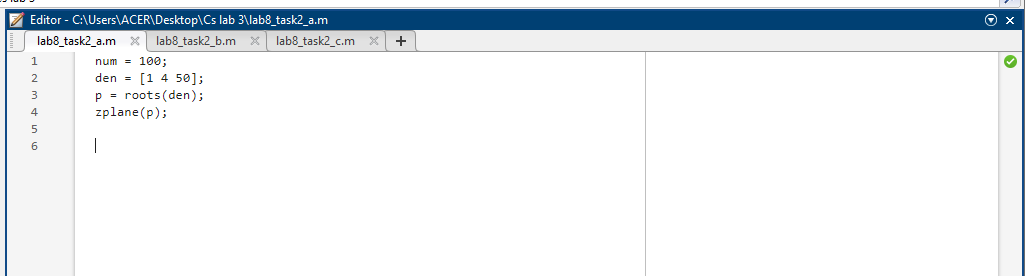 Editor - C:\Users\ACER\Desktop\Cs lab 3\lab8_task2_a.m
lab8_task2_a.m lab8_task2_b.m lab8_task2_c.m
1 num = 100;
2 den = [1 4 50];
3 p = roots(den);
4 zplane(p);
5
6